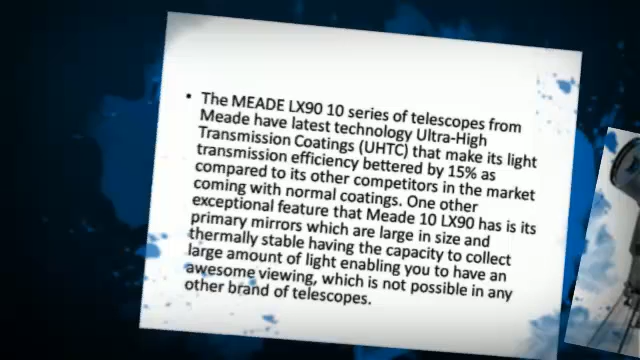 • The MEADE LX90 10 series of telescopes from
Meade have latest technology Ultra-High
Transmission Coatings (UHTC) that make its light
transmission efficiency bettered by 15% as
compared to its other competitors in the market
coming with normal coatings. One other
exceptional feature that Meade 10 LX90 has is its
primary mirrors which are large in size and
thermally stable having the capacity to collect
large amount of light enabling you to have an
awesome viewing, which is not possible in any
other brand of telescopes.